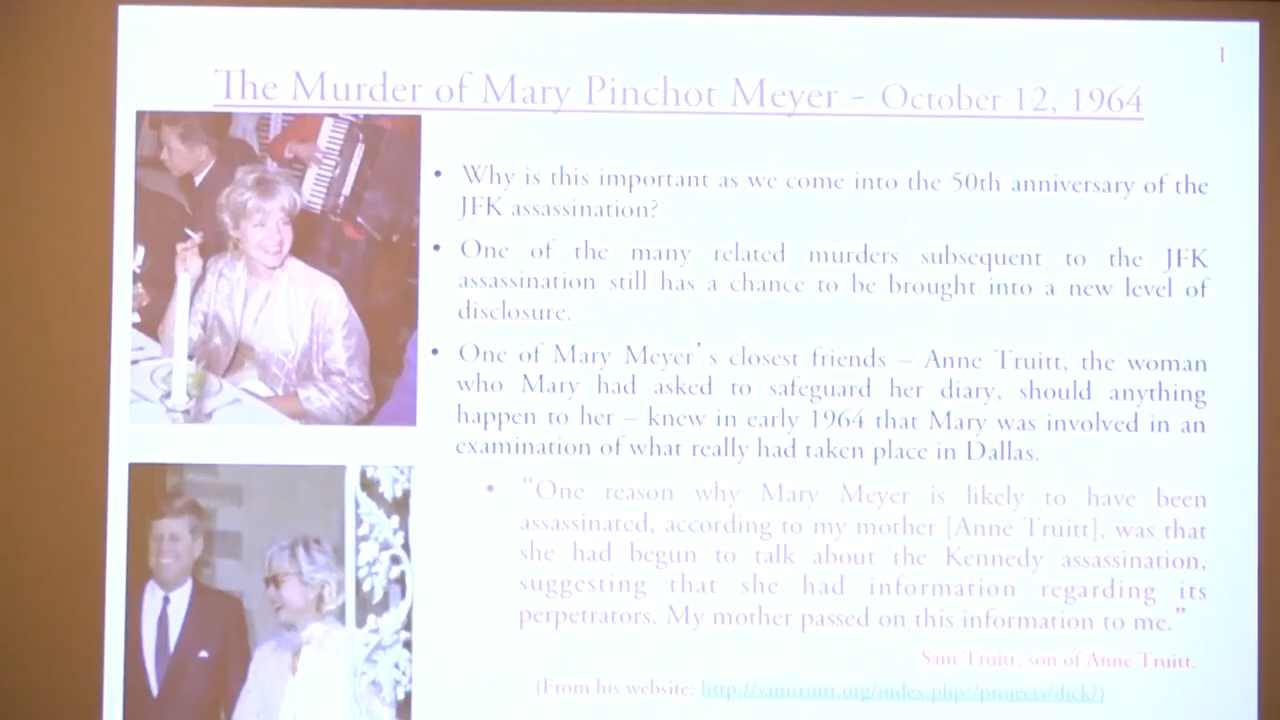 1
The Murder of Mary Pinchot Meyer - October 12, 1964
• Why is this important as we come into the 50th anniversary of the
JFK assassination?
• One of the many related murders subsequent to the JFK
assassination still has a chance to be brought into a new level of
disclosure.
• One of Mary Meyer's closest friends – Anne Truitt, the woman
who Mary had asked to safeguard her diary, should anything
happen to her – knew in early 1964 that Mary was involved in an
examination of what really had taken place in Dallas.
• "One reason why Mary Meyer is likely to have been
assassinated, according to my mother [Anne Truitt], was that
she had begun to talk about the Kennedy assassination,
suggesting that she had information regarding its
perpetrators. My mother passed on this information to me."
- Sam Truitt, son of Anne Truitt.
(From his website: http://samtruitt.org/index.php?/projects/dick/)